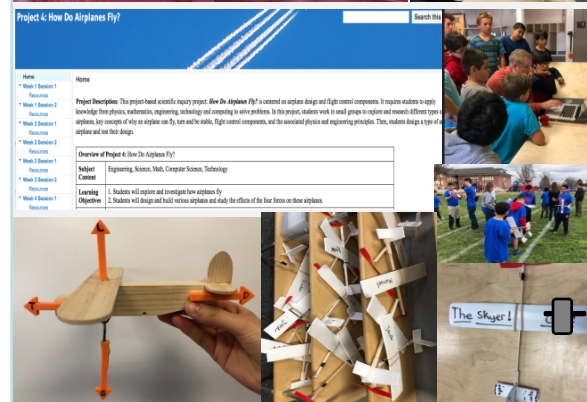 Project 4: How Do Airplanes Fly?
Search this
Home
Week 1 Session 1
Resources
Week 1 Session 2
Resources
Week 2 Session 1
Resources
Week 2 Session 2
Resources
Week 3 Session 1
Resources
Week 3 Session 2
Resources
Week 4 Session 1
Resources
Home
Project Description: This project-based scientific inquiry project: How Do Airplanes Fly? is centered on airplane design and flight control components. It requires students to apply
knowledge from physics, mathematics, engineering, technology and computing to solve problems. In this project, students work in small groups to explore and research different types
airplanes, key concepts of why an airplane can fly, turn and be stable, flight control components, and the associated physics and engineering principles. Then, students design a type of
airplane and test their design.
Overview of Project 4: How Do Airplanes Fly?
Subject Content
Engineering, Science, Math, Computer Science, Technology
Learning Objectives
1. Students will explore and investigate how airplanes fly
2. Students will design and build various airplanes and study the effects of the four forces on these airplanes.
L
T
D
G
The Skyer!